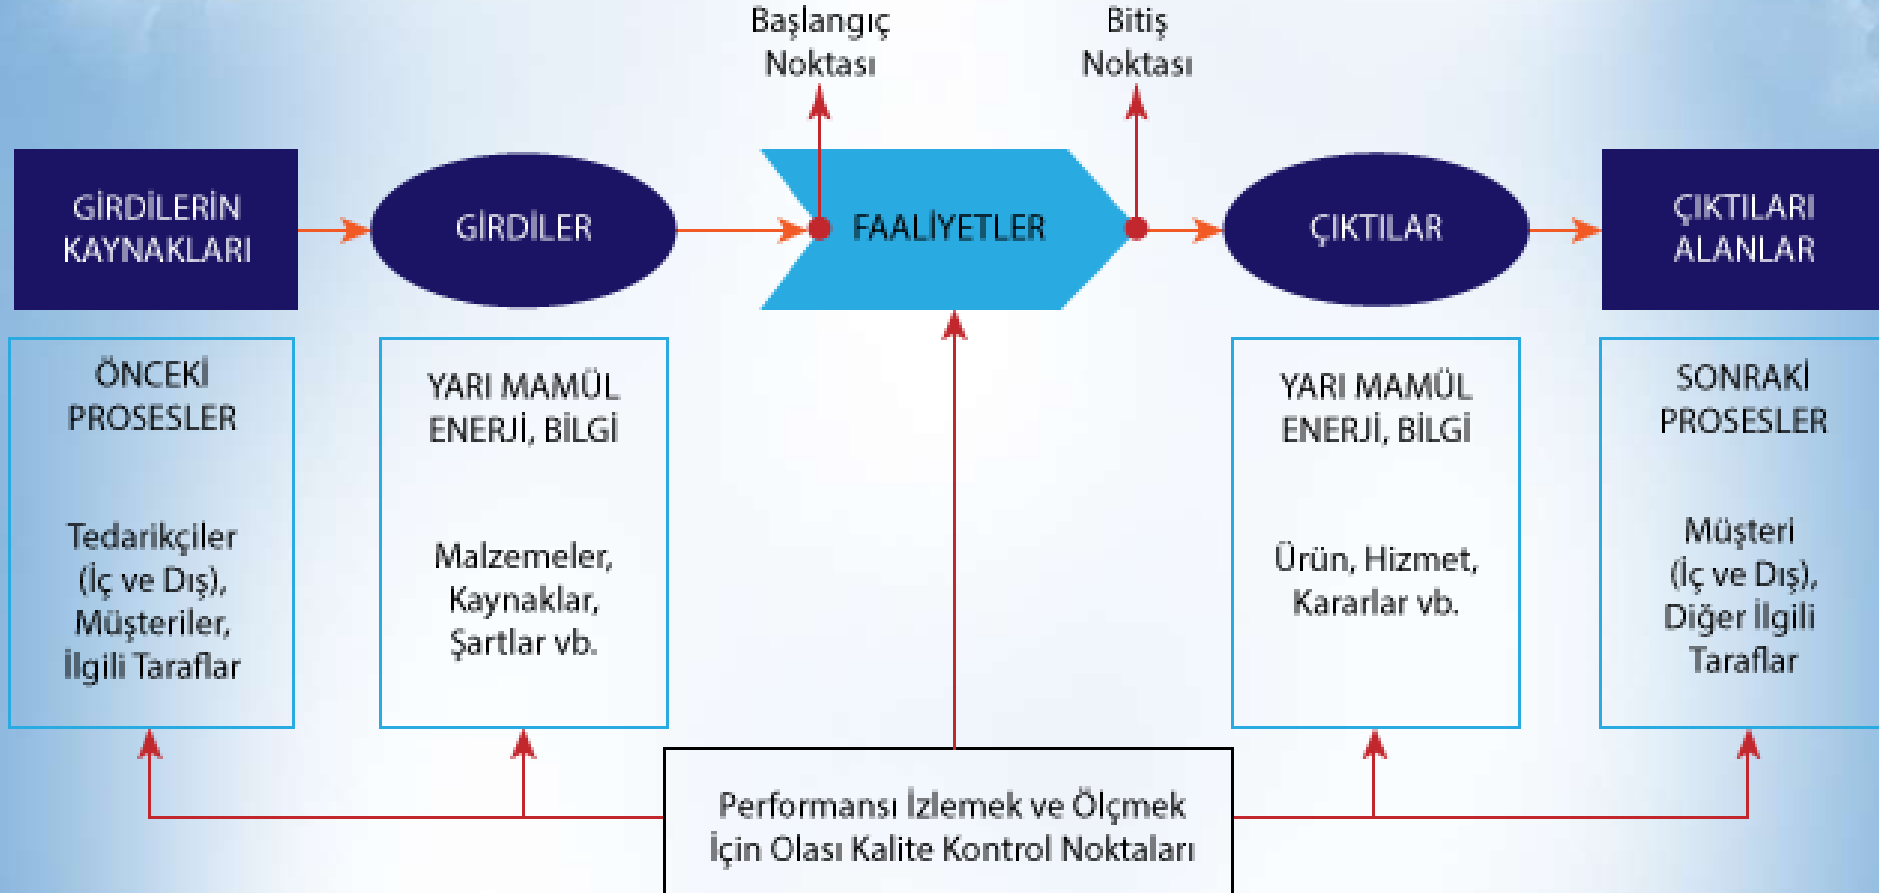 Başlangıç
Noktası
Bitiş
Noktası
GİRDİLERİN
KAYNAKLARI
GİRDİLER
FAALİYETLER
ÇIKTILAR
ÇIKTILARI
ALANLAR
ÖNCEKİ
PROSESLER
Tedarikçiler
(İç ve Dış),
Müşteriler,
İlgili Taraflar
YARI MAMÜL
ENERJİ, BİLGİ
Malzemeler,
Kaynaklar,
Şartlar vb.
YARI MAMÜL
ENERJİ, BİLGİ
Ürün, Hizmet,
Kararlar vb.
SONRAKİ
PROSESLER
Müşteri
(İç ve Dış),
Diğer İlgili
Taraflar
Performansı İzlemek ve Ölçmek
İçin Olası Kalite Kontrol Noktaları